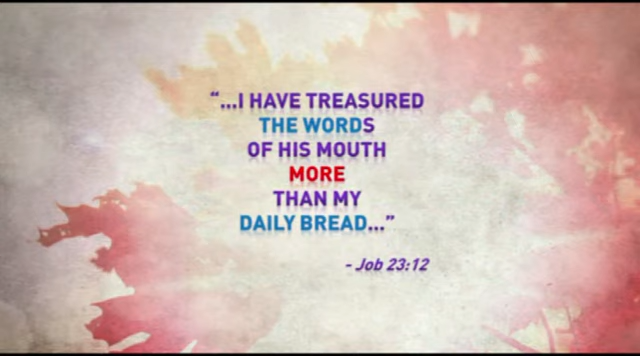 “...I HAVE TREASURED
THE WORDS
OF HIS MOUTH
MORE
THAN MY
DAILY BREAD...”
- Job 23:12